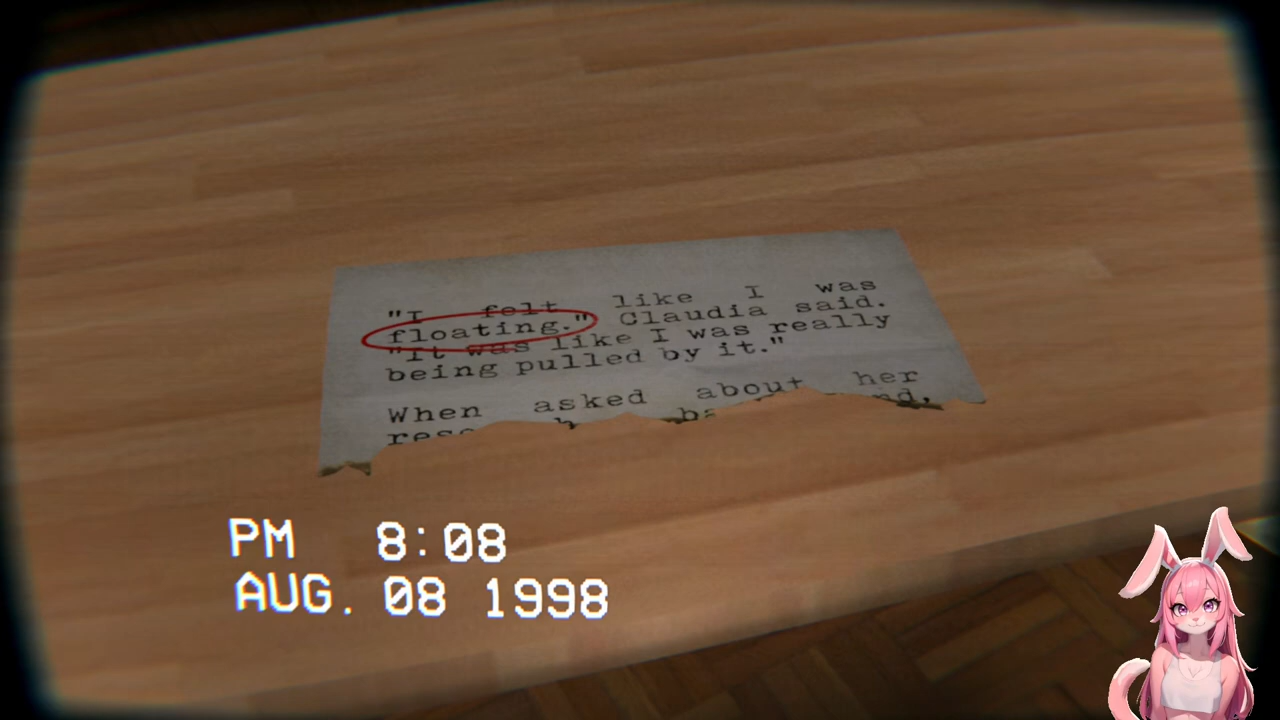 "I felt like I was
floating." Claudia said.
"It was like I was really
being pulled by it."
When asked about her
PM 8:08
AUG. 08 1998